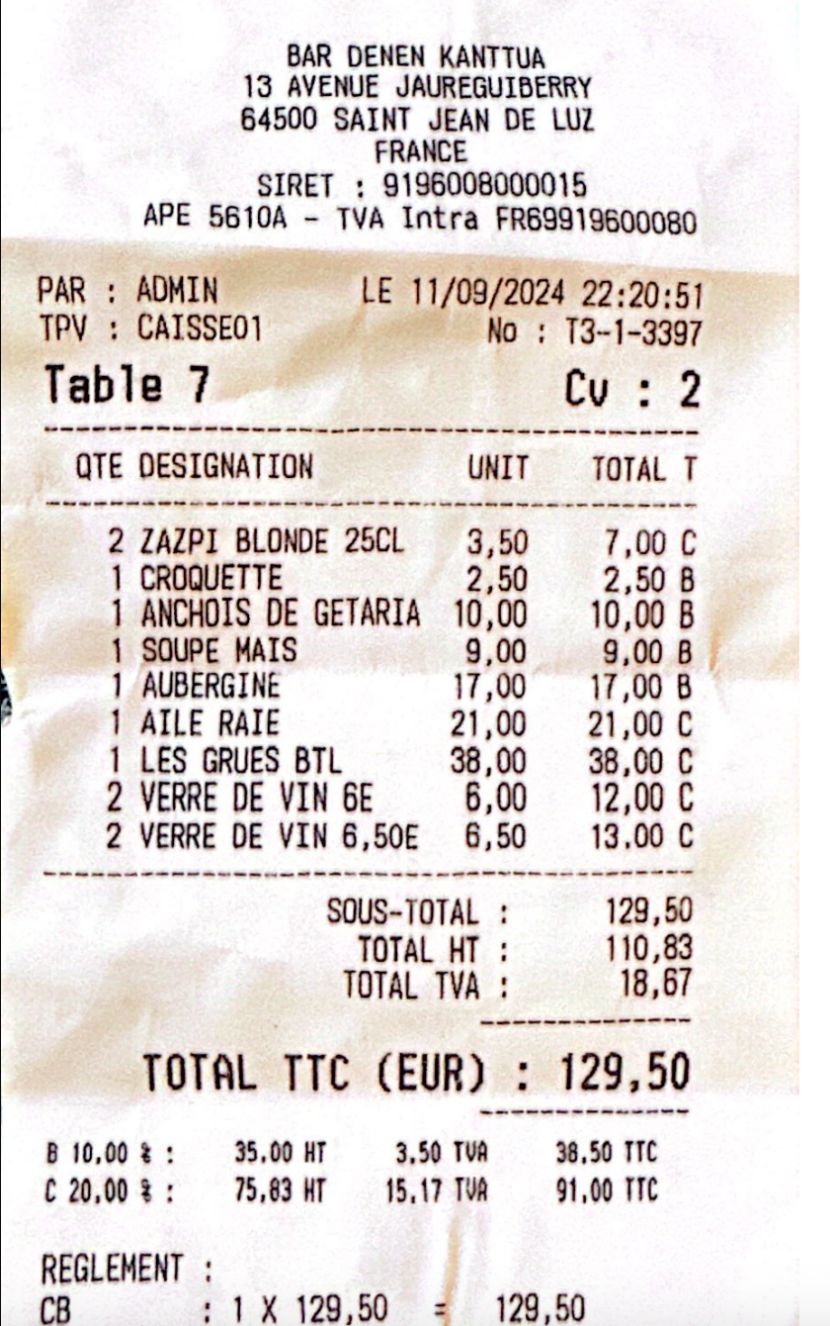 BAR DENEN KANTTUA
13 AVENUE JAUREGUIBERRY
64500 SAINT JEAN DE LUZ
FRANCE
SIRET : 9196008000015
APE 5610A - TVA Intra FR69919600080
PAR : ADMIN LE 11/09/2024 22:20:51
TPV : CAISSE01 No : T3-1-3397
Table 7 Cv : 2
QTE DESIGNATION UNIT TOTAL T
2 ZAZPI BLONDE 25CL 3,50 7,00 C
1 CROQUETTE 2,50 2,50 B
1 ANCHOIS DE GETARIA 10,00 10,00 B
1 SOUPE MAIS 9,00 9,00 B
1 AUBERGINE 17,00 17,00 B
1 AILE RAIE 21,00 21,00 C
1 LES GRUES BTL 38,00 38,00 C
2 VERRE DE VIN 6E 6,00 12,00 C
2 VERRE DE VIN 6,50E 6,50 13,00 C
SOUS-TOTAL : 129,50
TOTAL HT : 110,83
TOTAL TVA : 18,67
TOTAL TTC (EUR) : 129,50
B 10,00 % : 35,00 HT 3,50 TVA 38,50 TTC
C 20,00 % : 75,83 HT 15,17 TVA 91,00 TTC
REGLEMENT :
CB : 1 X 129,50 = 129,50